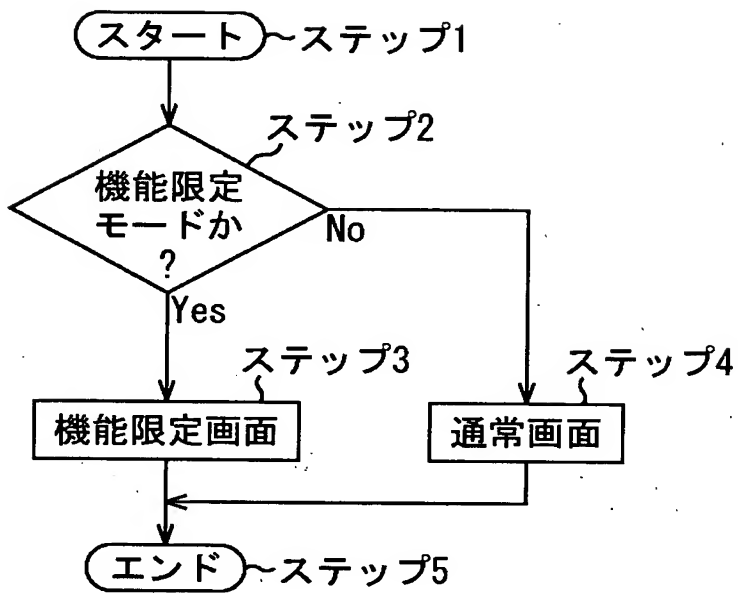 スタート
ステップ1
ステップ2
機能限定
モードか
?
No
Yes
ステップ3
ステップ4
機能限定画面
通常画面
エンド
ステップ5